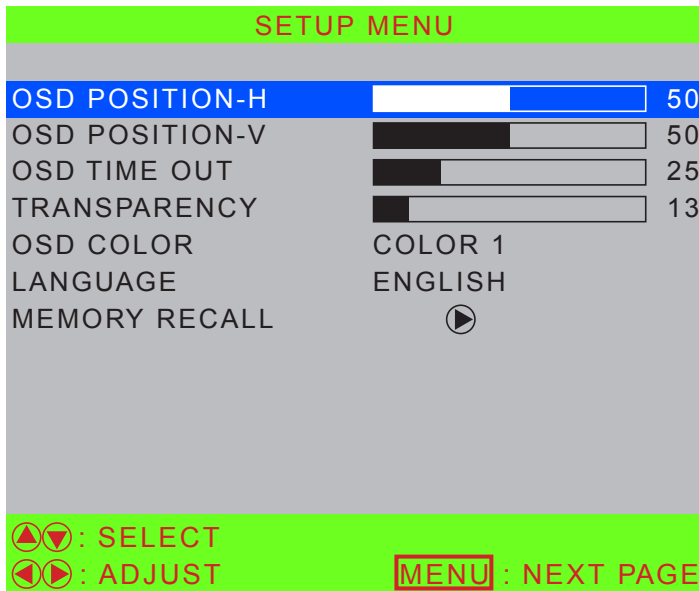 SETUP MENU
OSD POSITION-H 50
OSD POSITION-V 50
OSD TIME OUT 25
TRANSPARENCY 13
OSD COLOR COLOR 1
LANGUAGE ENGLISH
MEMORY RECALL
: SELECT
: ADJUST MENU : NEXT PAGE